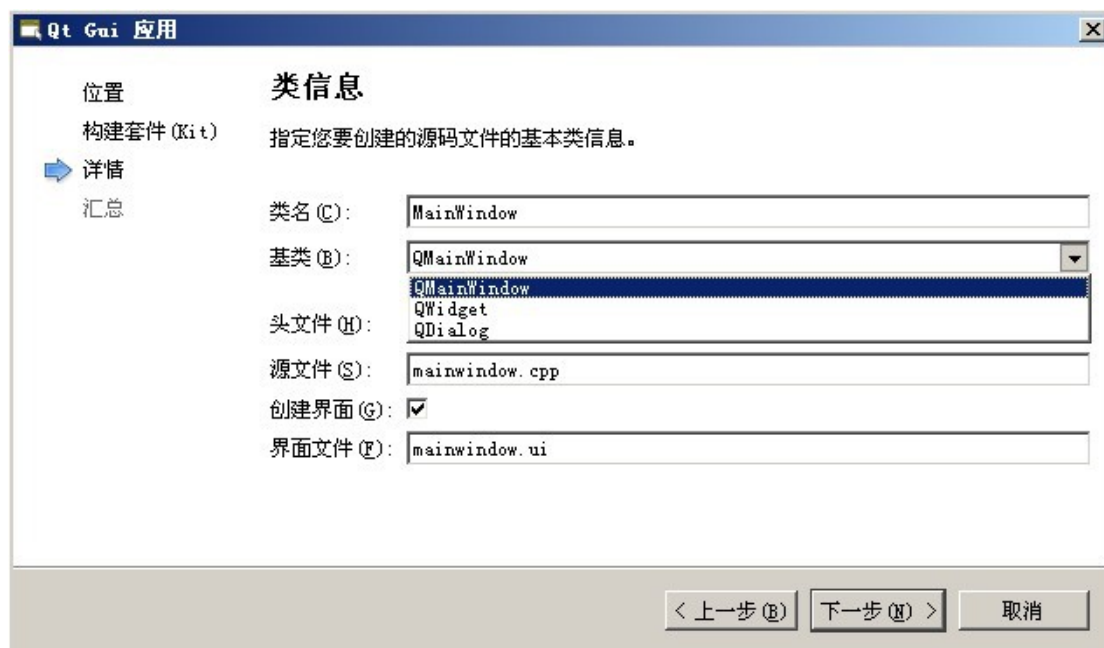 Qt Gui 应用
位置
构建套件(Kit)
详情
汇总
类信息
指定您要创建的源码文件的基本类信息。
类名(C): MainWindow
基类(B): QMainWindow
QMainWindow
QWidget
QDialog
头文件(H):
源文件(S): mainwindow.cpp
创建界面(G):
界面文件(F): mainwindow.ui
< 上一步(B) 下一步(N) > 取消